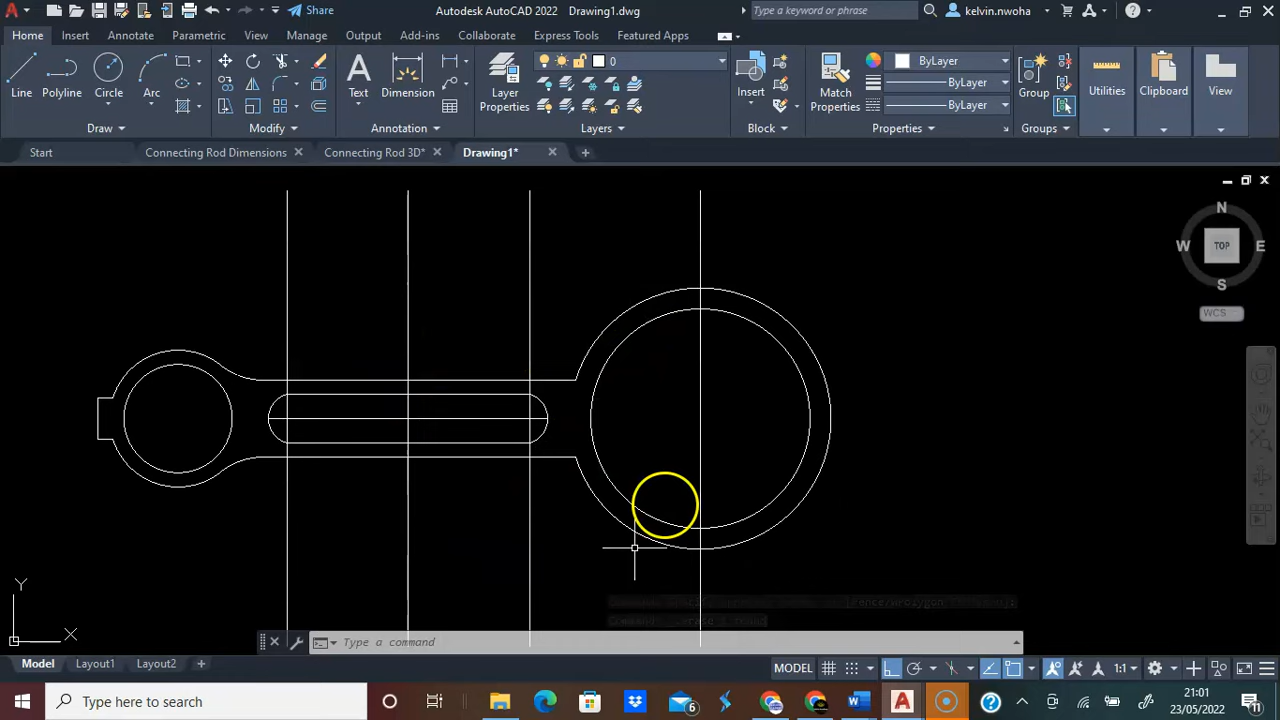 Autodesk AutoCAD 2022 Drawing1.dwg
Share
Type a keyword or phrase
kelvin.nwoha
Home Insert Annotate Parametric View Manage Output Add-ins Collaborate Express Tools Featured Apps
Line Polyline Circle Arc
Text Dimension
Layer Properties
0
Insert
Match Properties
ByLayer
ByLayer
ByLayer
Group
Utilities Clipboard View
Draw Modify Annotation Layers Block Properties Groups
Start Connecting Rod Dimensions Connecting Rod 3D* Drawing1*
N
W TOP E
S
WCS
Y
X
Type a command
Model Layout1 Layout2
MODEL 1:1
Type here to search
6
21:01
23/05/2022
11